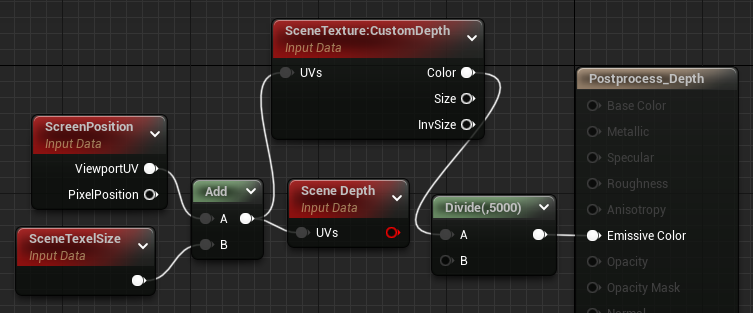 SceneTexture:CustomDepth
Input Data
UVs
Color
Size
InvSize
ScreenPosition
Input Data
ViewportUV
PixelPosition
SceneTexelSize
Input Data
Add
A
B
Scene Depth
Input Data
UVs
Divide(,5000)
A
B
Postprocess_Depth
Base Color
Metallic
Specular
Roughness
Anisotropy
Emissive Color
Opacity
Opacity Mask
Normal